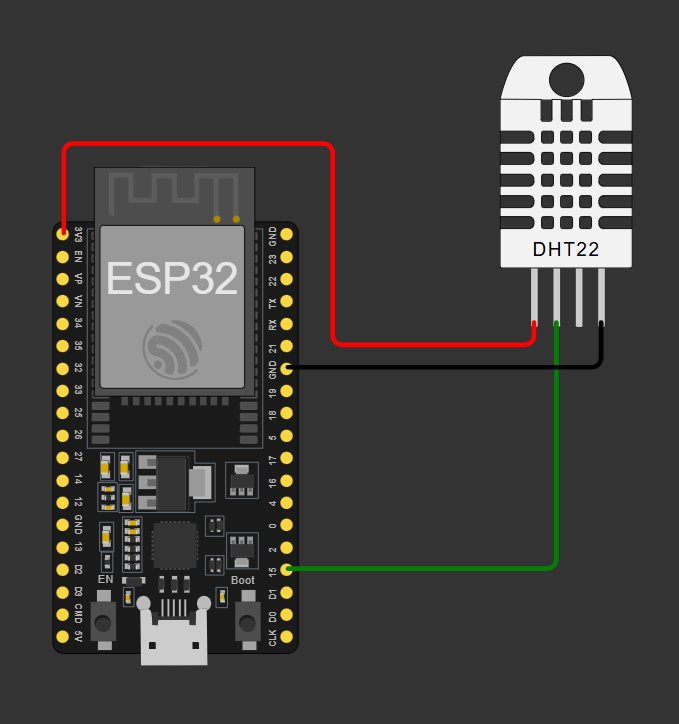 DHT22
ESP32
3V3
EN
VP
VN
34
35
32
33
25
26
27
14
12
GND
13
D2
D3
CMD
5V
GND
23
22
TX
RX
21
GND
19
18
5
17
16
4
0
2
15
D1
D0
CLK
EN
Boot